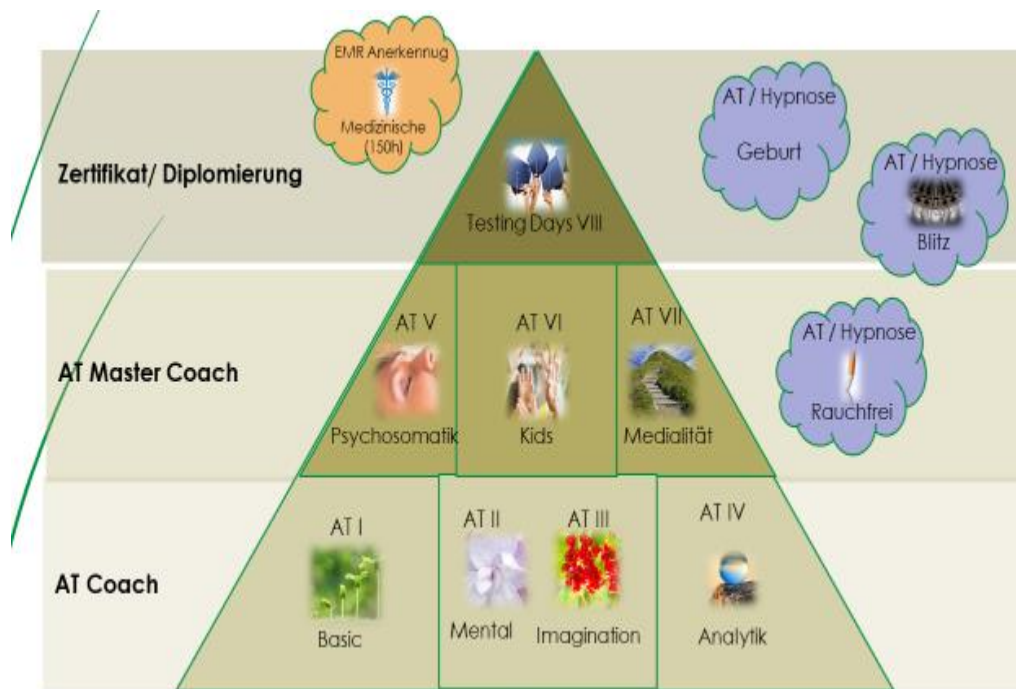 EMR Anerkennug
Medizinische
(150h)
AT / Hypnose
Geburt
AT / Hypnose
Blitz
Zertifikat/ Diplomierung
Testing Days VIII
AT Master Coach
AT V
Psychosomatik
AT VI
Kids
AT VII
Medialität
AT / Hypnose
Rauchfrei
AT Coach
AT I
Basic
AT II
Mental
AT III
Imagination
AT IV
Analytik